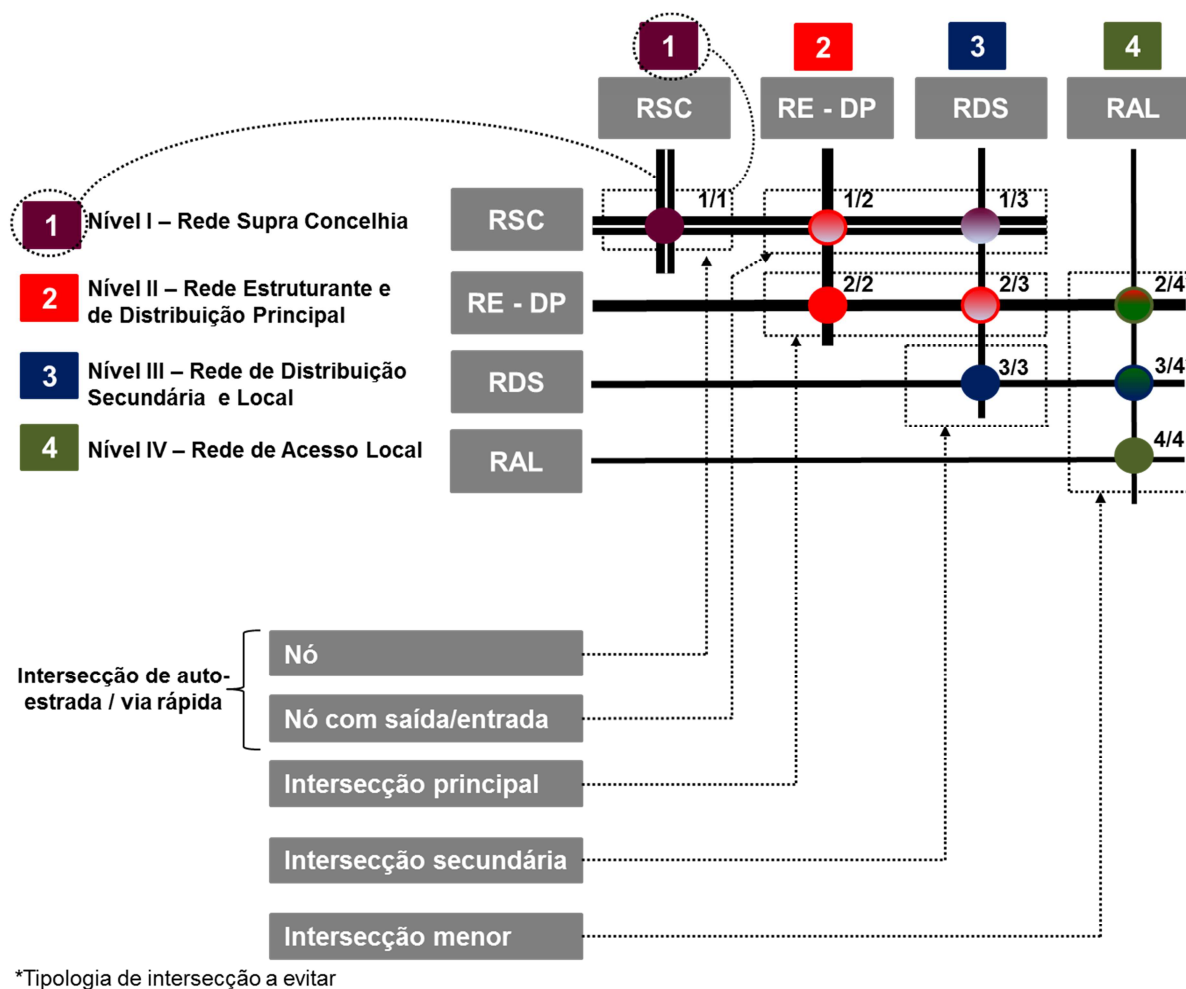 1
2
3
4
RSC
RE - DP
RDS
RAL
1
Nível I – Rede Supra Concelhia
RSC
1/1
1/2
1/3
2
Nível II – Rede Estruturante e
de Distribuição Principal
RE - DP
2/2
2/3
2/4
3
Nível III – Rede de Distribuição
Secundária e Local
RDS
3/3
3/4
4
Nível IV – Rede de Acesso Local
RAL
4/4
Intersecção de auto-
estrada / via rápida
Nó
Nó com saída/entrada
Intersecção principal
Intersecção secundária
Intersecção menor
*Tipologia de intersecção a evitar